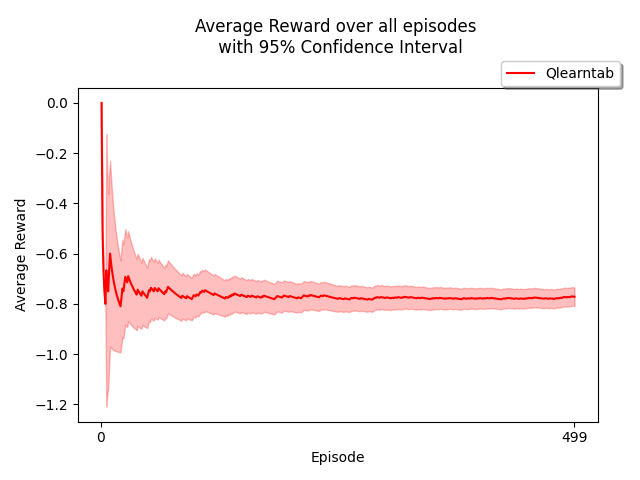 Average Reward over all episodes
with 95% Confidence Interval
Qlearntab
0.0
−0.2
−0.4
−0.6
−0.8
−1.0
−1.2
Average Reward
0
499
Episode